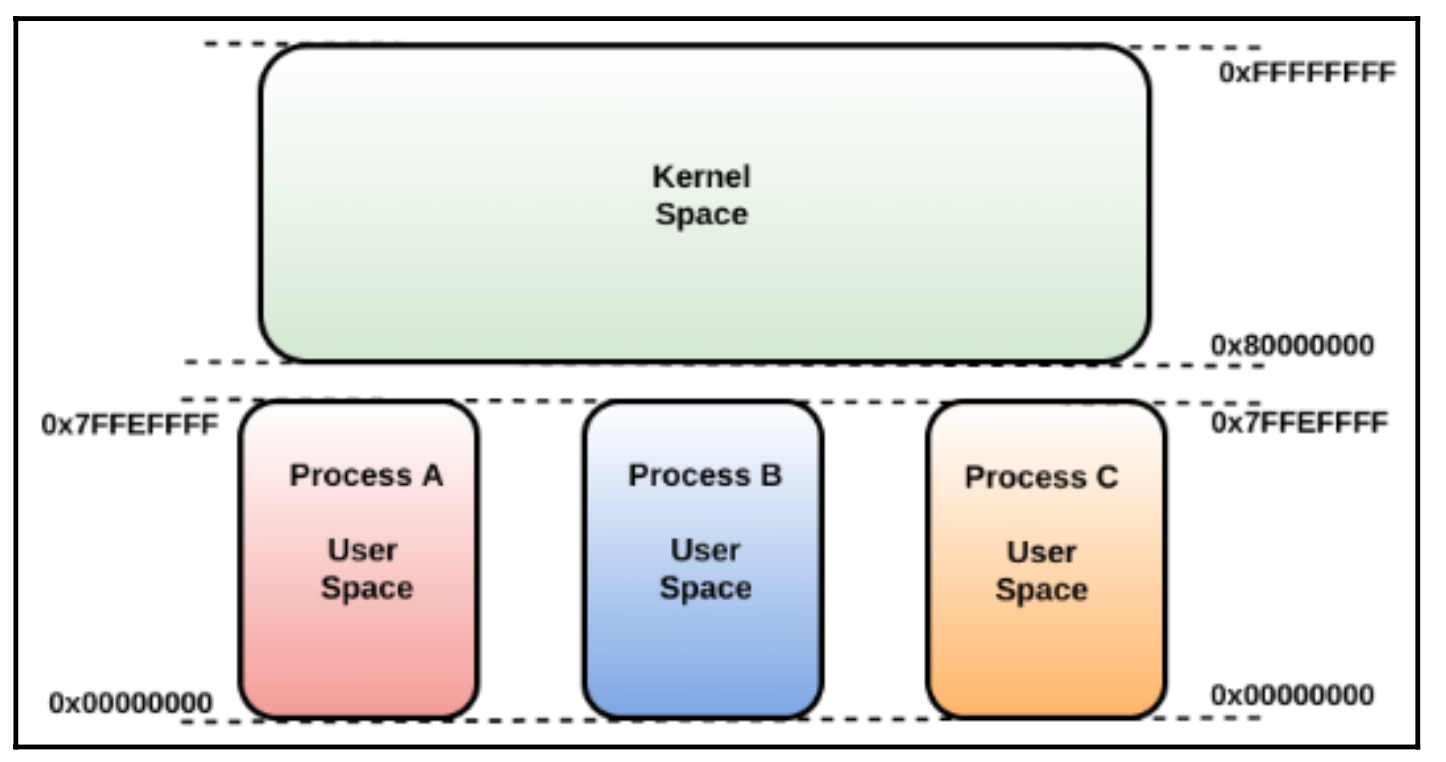 0xFFFFFFFF
Kernel
Space
0x80000000
0x7FFEFFFF
0x7FFEFFFF
Process A
Process B
Process C
User
Space
User
Space
User
Space
0x00000000
0x00000000